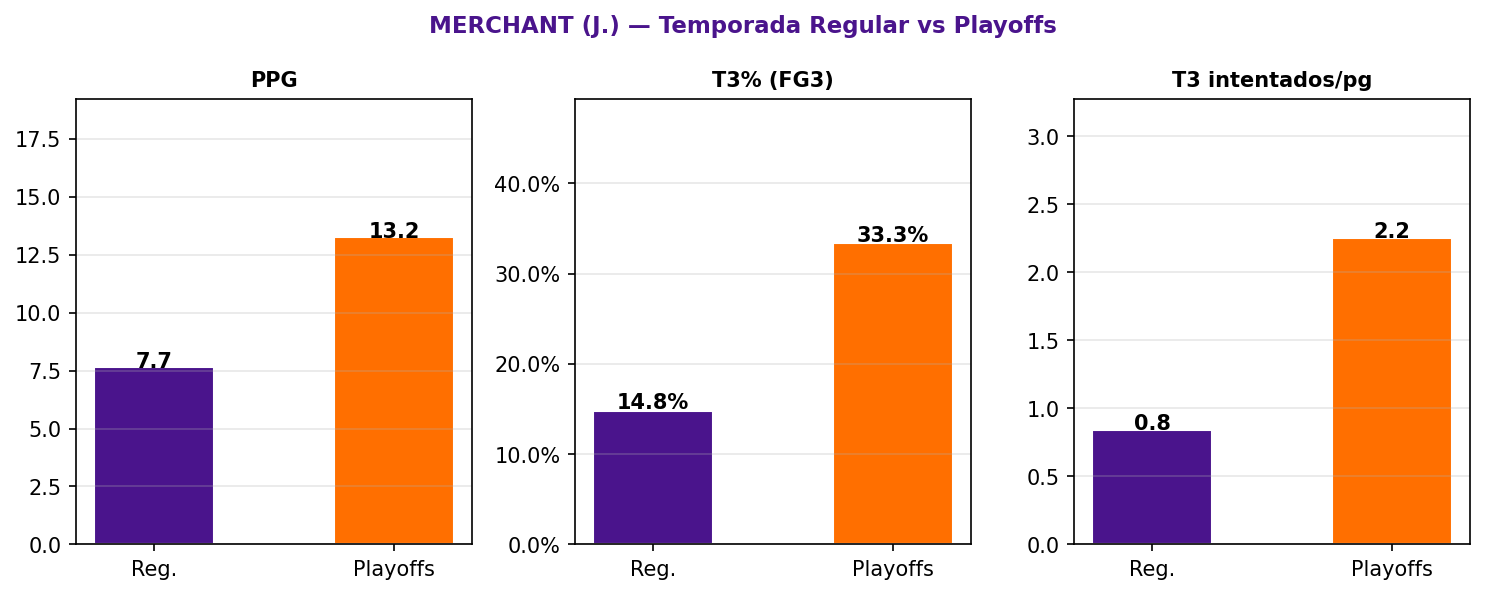 MERCHANT (J.) — Temporada Regular vs Playoffs
PPG
17.5
15.0
12.5
10.0
7.5
5.0
2.5
0.0
7.7
13.2
Reg.
Playoffs
T3% (FG3)
40.0%
30.0%
20.0%
10.0%
0.0%
14.8%
33.3%
Reg.
Playoffs
T3 intentados/pg
3.0
2.5
2.0
1.5
1.0
0.5
0.0
0.8
2.2
Reg.
Playoffs